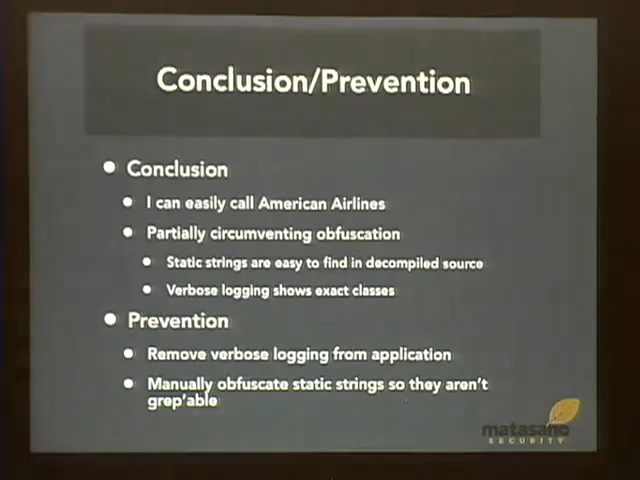 Conclusion/Prevention
Conclusion
I can easily call American Airlines
Partially circumventing obfuscation
Static strings are easy to find in decompiled source
Verbose logging shows exact classes
Prevention
Remove verbose logging from application
Manually obfuscate static strings so they aren't
grep'able
matasano
SECURITY